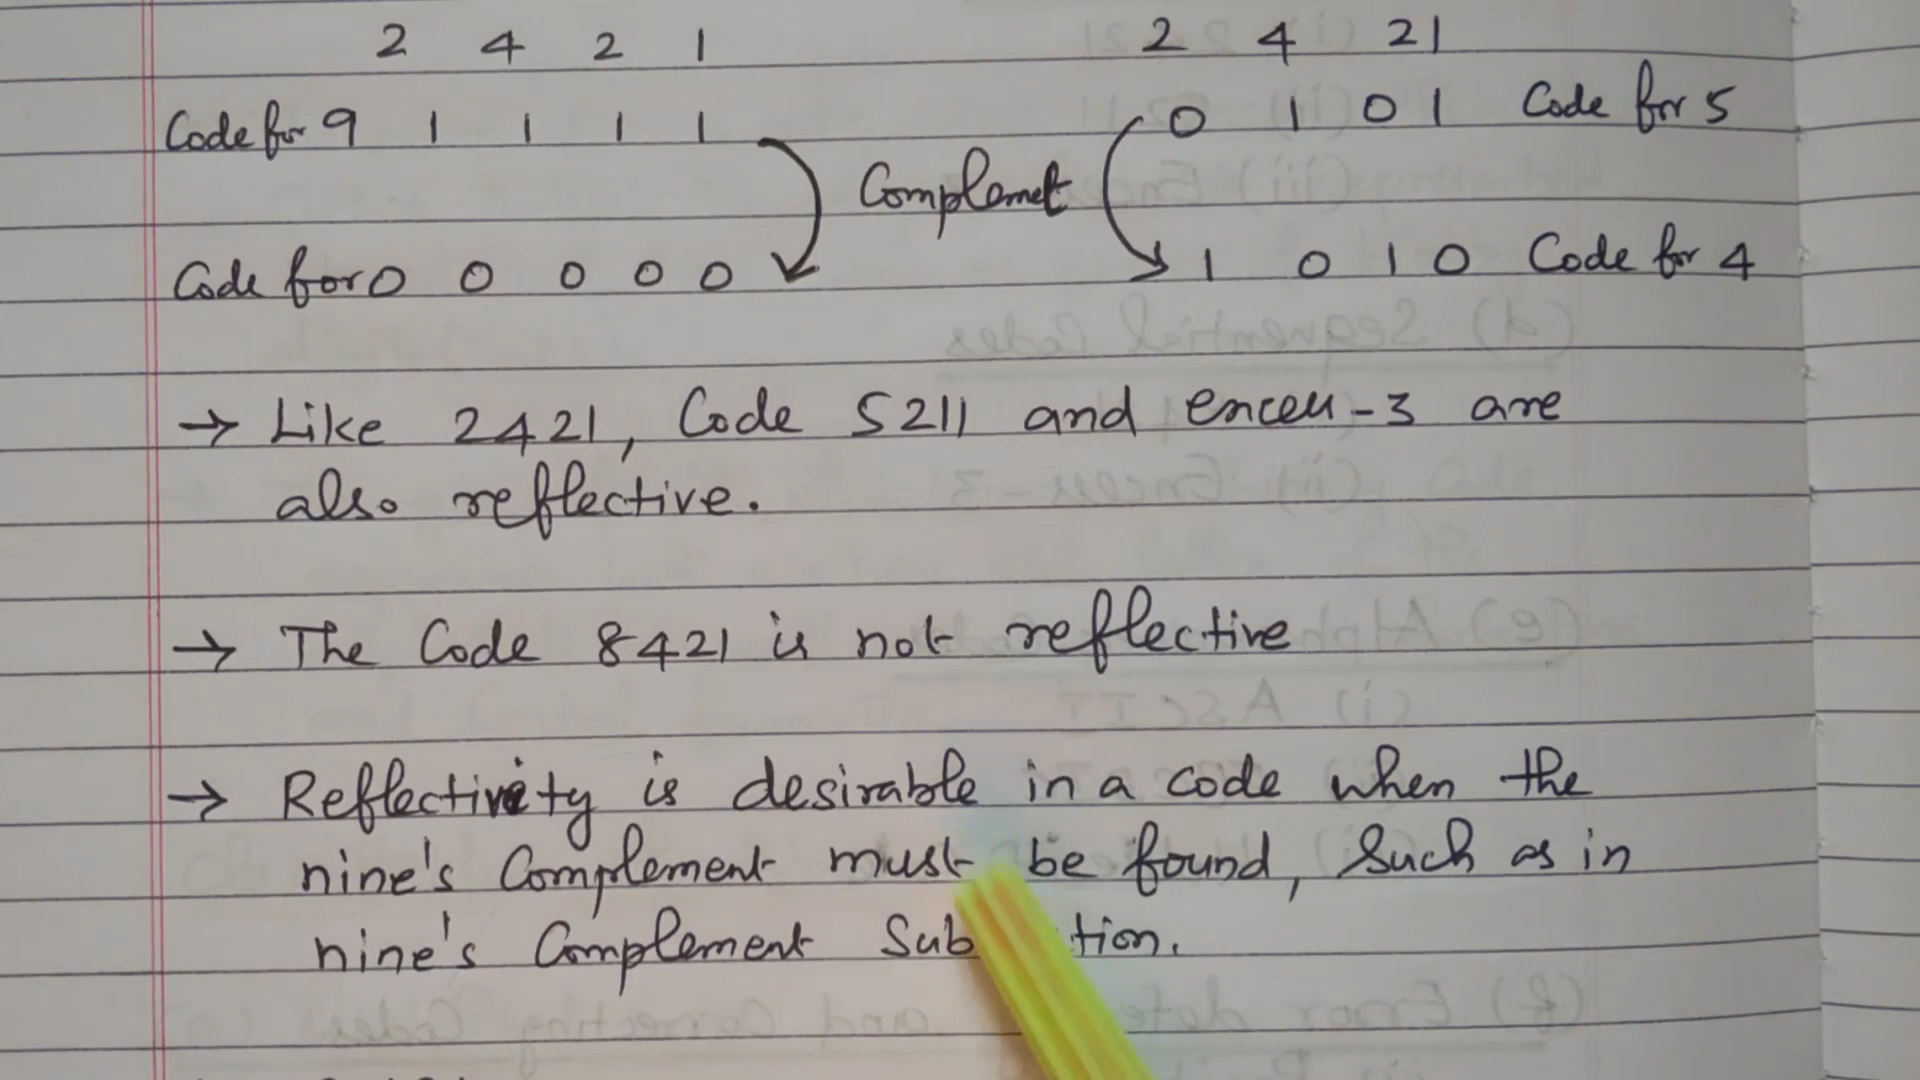 2 4 2 1 2 4 2 1
Code for 9 1 1 1 1 0 1 0 1 Code for 5
Complemet
Code for 0 0 0 0 0 1 0 1 0 Code for 4
→ Like 2421, Code 5211 and excess-3 are
also reflective.
→ The Code 8421 is not reflective
→ Reflectivity is desirable in a code when the
nine's Complement must be found, Such as in
nine's Complement